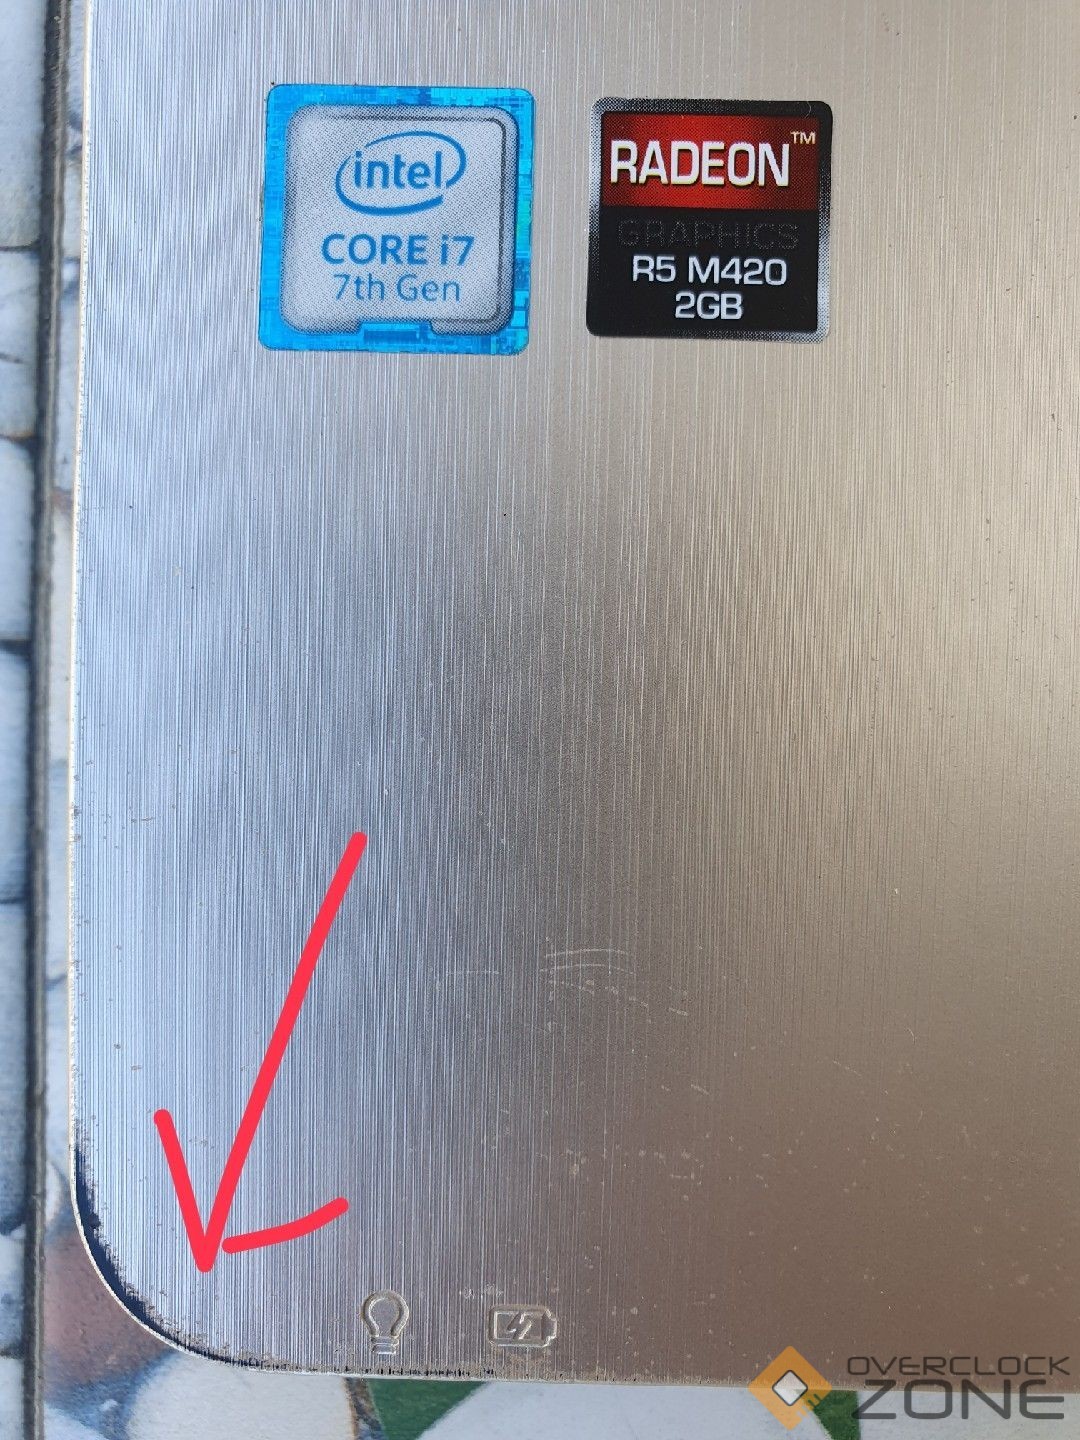 intel
CORE i7
7th Gen
RADEON™
GRAPHICS
R5 M420
2GB
OVERCLOCK
ZONE